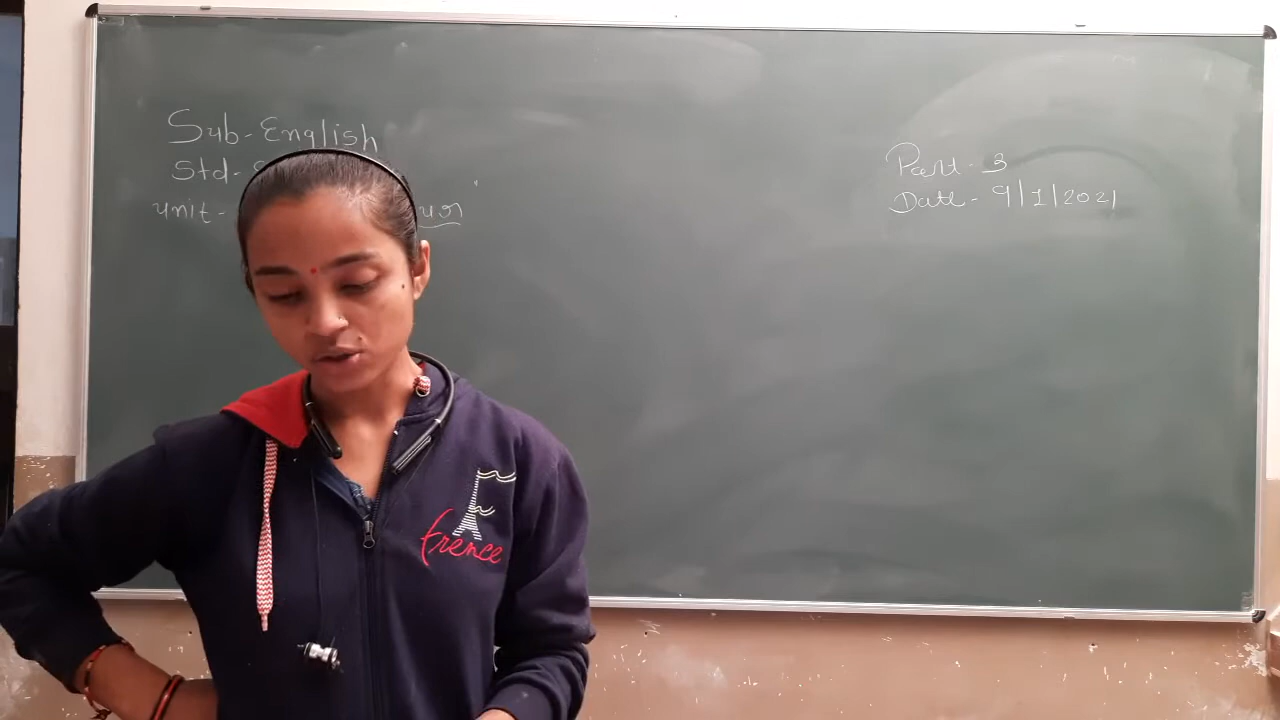 Sub-English
Std-
unit-
Part-3
Date-9/1/2021
frence